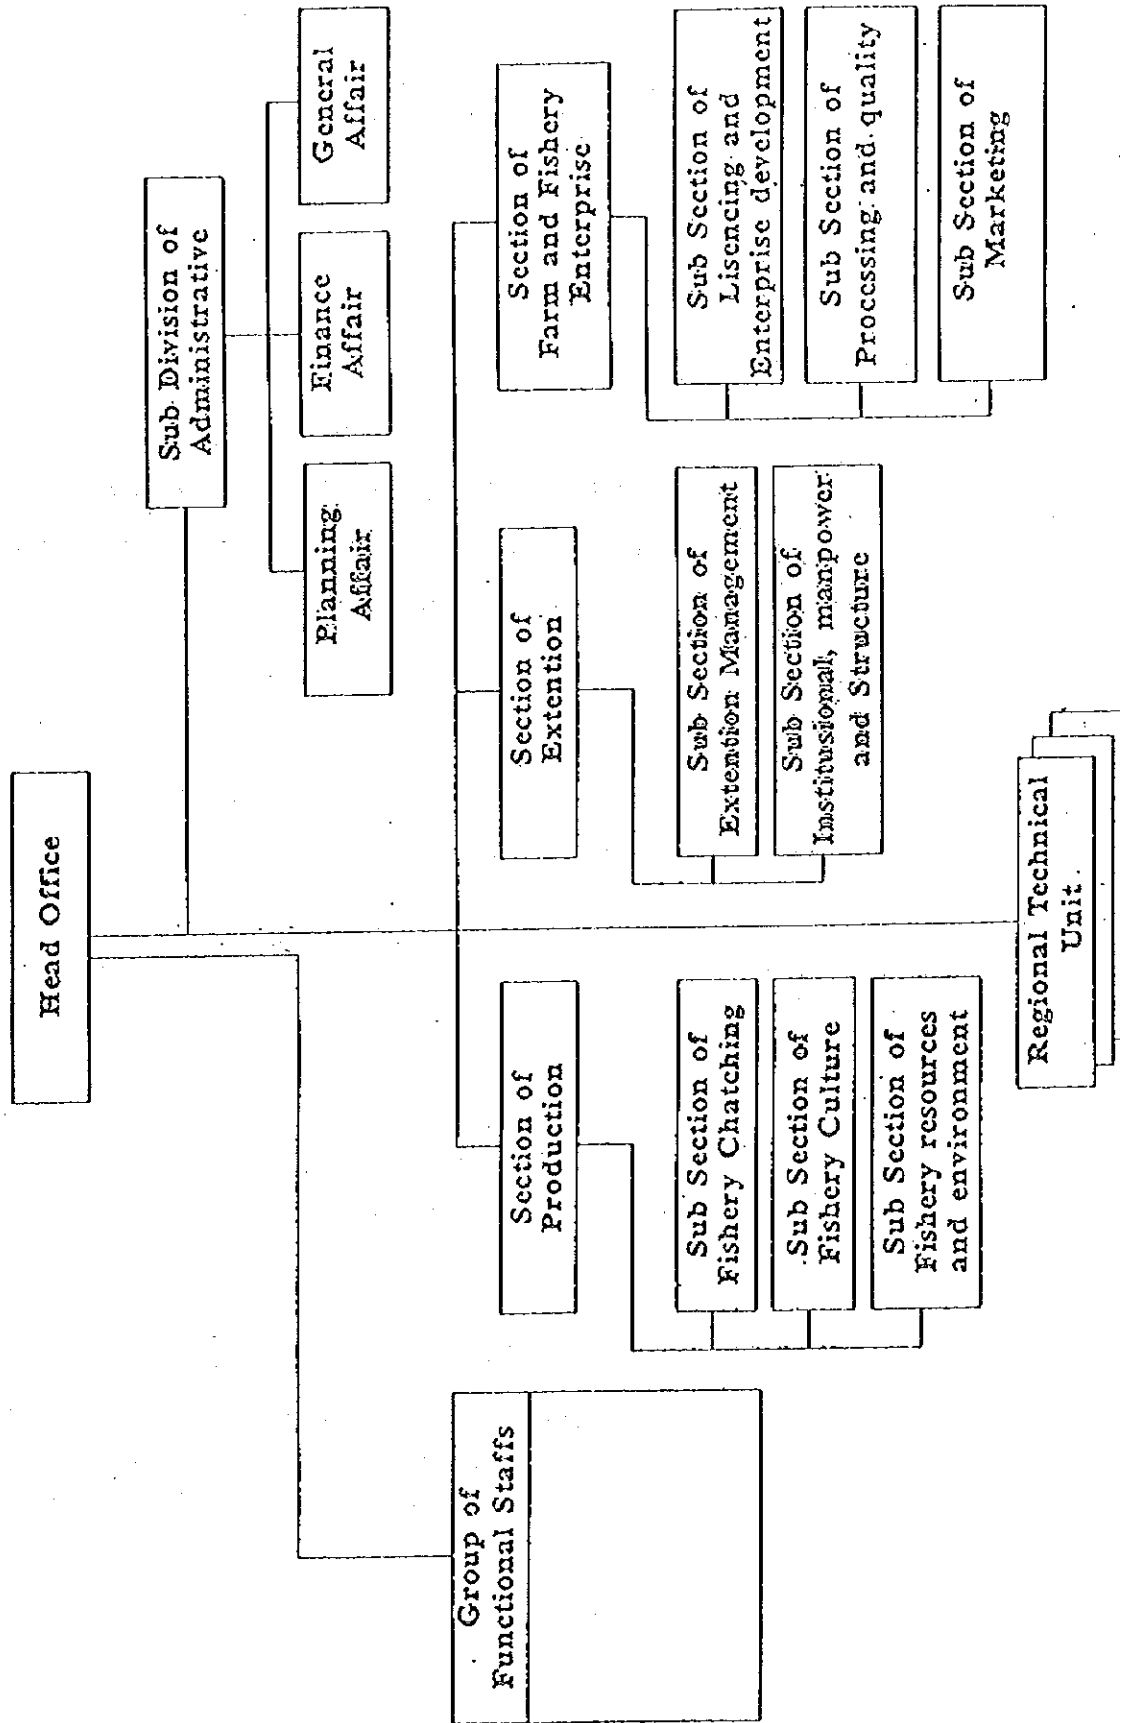 Head Office
Sub Division of
Administrative
Planning
Affair
Finance
Affair
General
Affair
Group of
Functional Staffs
Section of
Production
Section of
Extention
Section of
Farm and Fishery
Enterprise
Sub Section of
Fishery Chatching
Sub Section of
Fishery Culture
Sub Section of
Fishery resources
and environment
Sub Section of
Extention Management
Sub Section of
Institusional, manpower
and Structure
Sub Section of
Liscncing and
Enterprise development
Sub Section of
Processing and quality
Sub Section of
Marketing
Regional Technical
Unit.